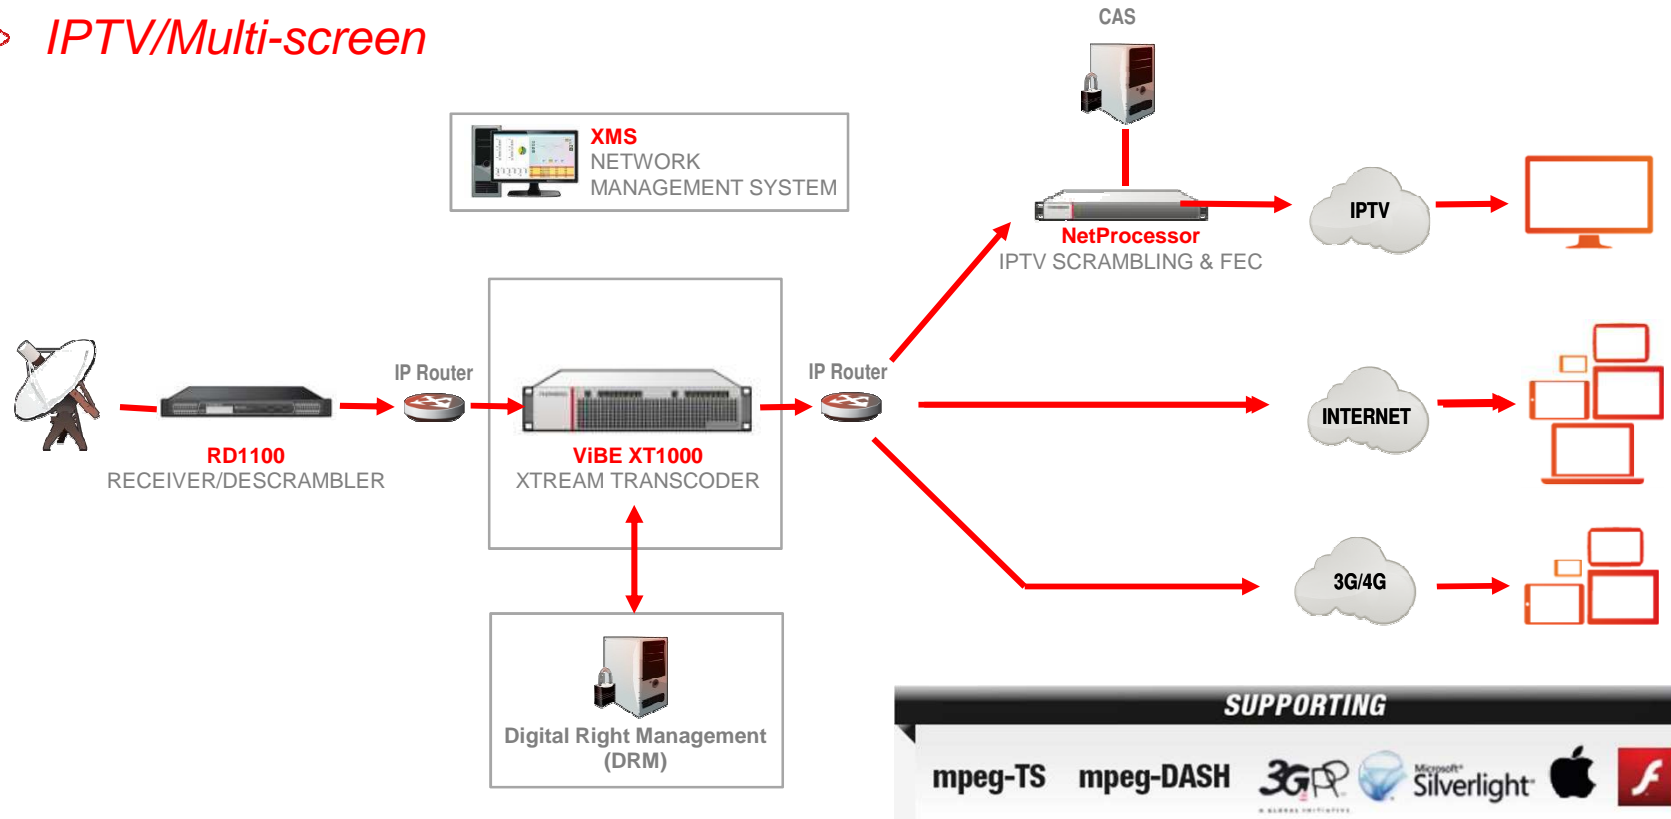 IPTV/Multi-screen
CAS
XMS
NETWORK
MANAGEMENT SYSTEM
IPTV
NetProcessor
IPTV SCRAMBLING & FEC
IP Router
IP Router
INTERNET
RD1100
RECEIVER/DESCRAMBLER
ViBE XT1000
XTREAM TRANSCODER
3G/4G
Digital Right Management
(DRM)
SUPPORTING
mpeg-TS mpeg-DASH 3GPP Microsoft® Silverlight®
A GLOBAL INITIATIVE